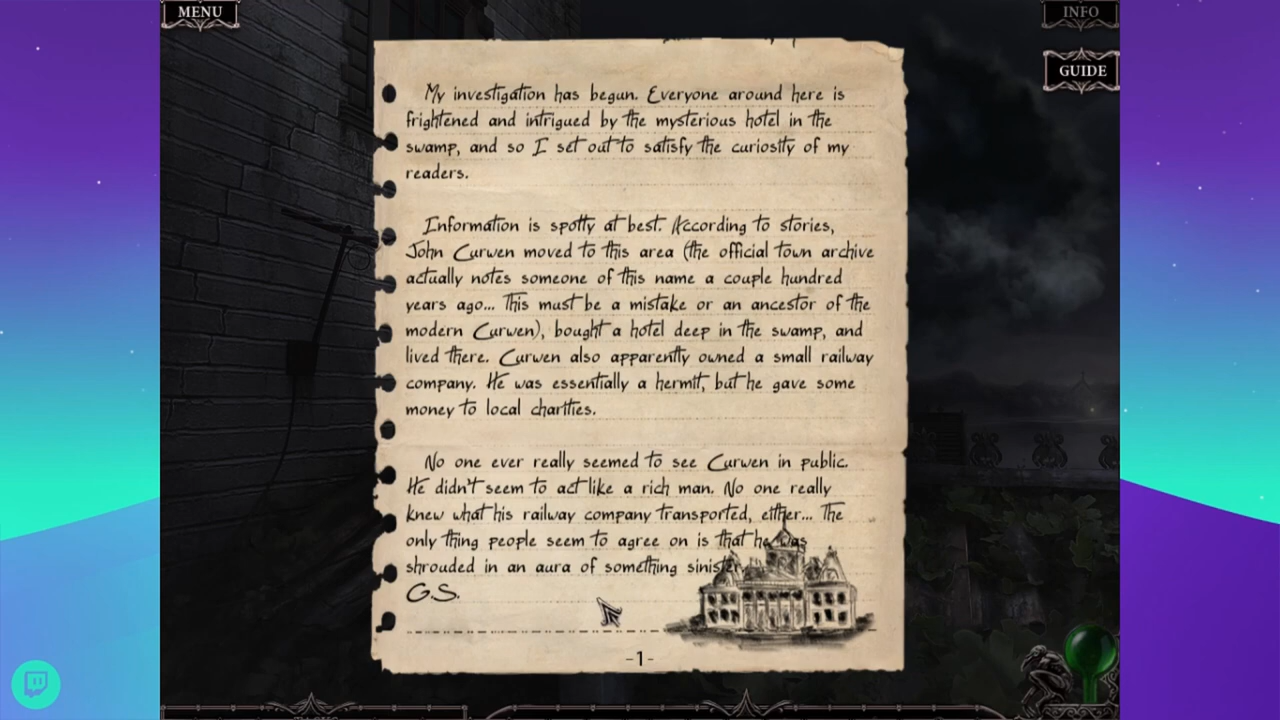 MENU
INFO
GUIDE
My investigation has begun. Everyone around here is
frightened and intrigued by the mysterious hotel in the
swamp, and so I set out to satisfy the curiosity of my
readers.
Information is spotty at best. According to stories,
John Curwen moved to this area (the official town archive
actually notes someone of this name a couple hundred
years ago... This must be a mistake or an ancestor of the
modern Curwen), bought a hotel deep in the swamp, and
lived there. Curwen also apparently owned a small railway
company. He was essentially a hermit, but he gave some
money to local charities.
No one ever really seemed to see Curwen in public.
He didn't seem to act like a rich man. No one really
knew what his railway company transported, either... The
only thing people seem to agree on is that he was
shrouded in an aura of something sinister.
G.S.
-1-